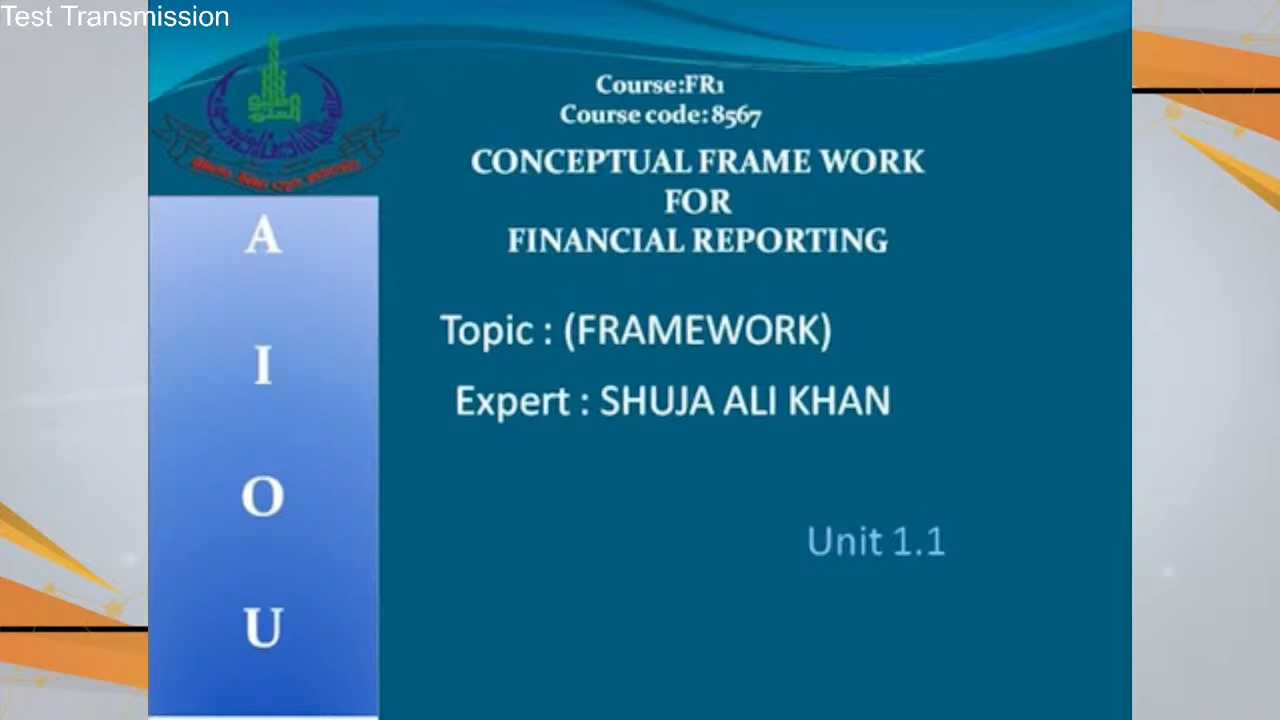 Test Transmission
Course:FR1
Course code: 8567
CONCEPTUAL FRAME WORK
FOR
FINANCIAL REPORTING
Topic : (FRAMEWORK)
Expert : SHUJA ALI KHAN
Unit 1.1
A
I
O
U